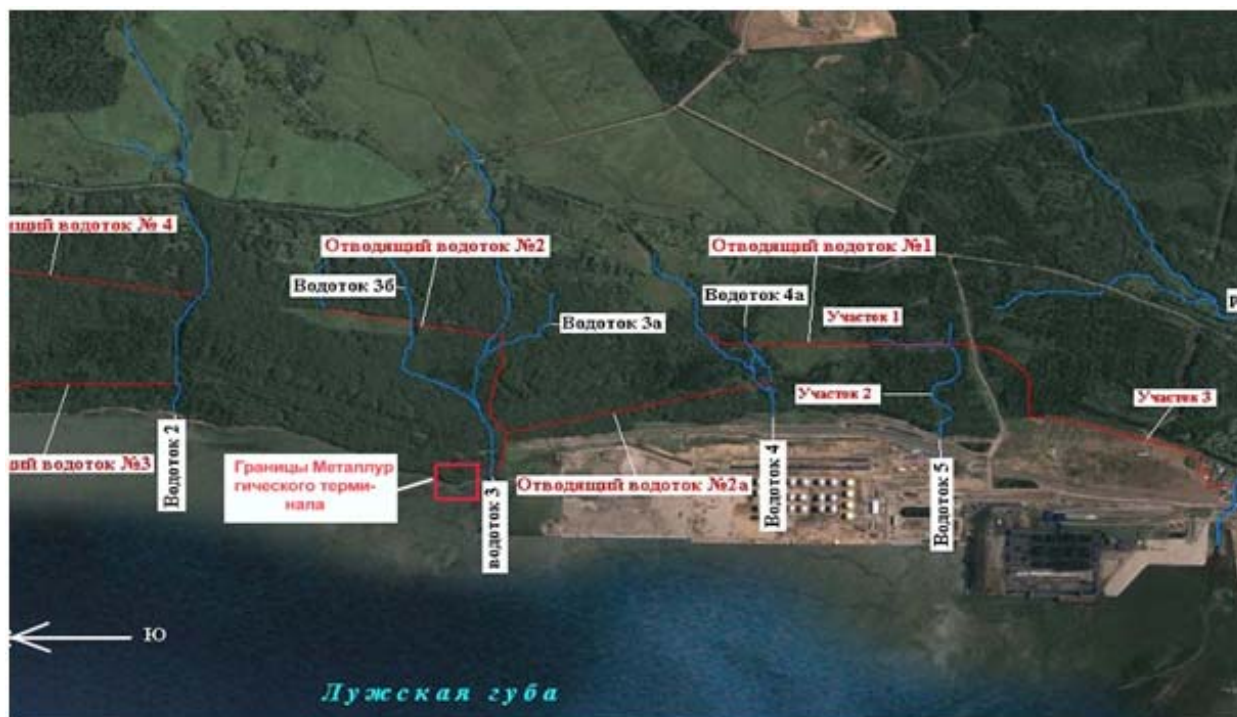 ищий водоток № 4
Отводящий водоток №2
Отводящий водоток №1
Водоток 3б
Водоток 4а
Водоток 3а
Участок 1
Участок 2
Участок 3
Р
Водоток 2
ций водоток №3
Границы Металлур
гического терми-
нала
водоток 3
Отводящий водоток №2а
Водоток 4
Водоток 5
Ю
Лужская губа